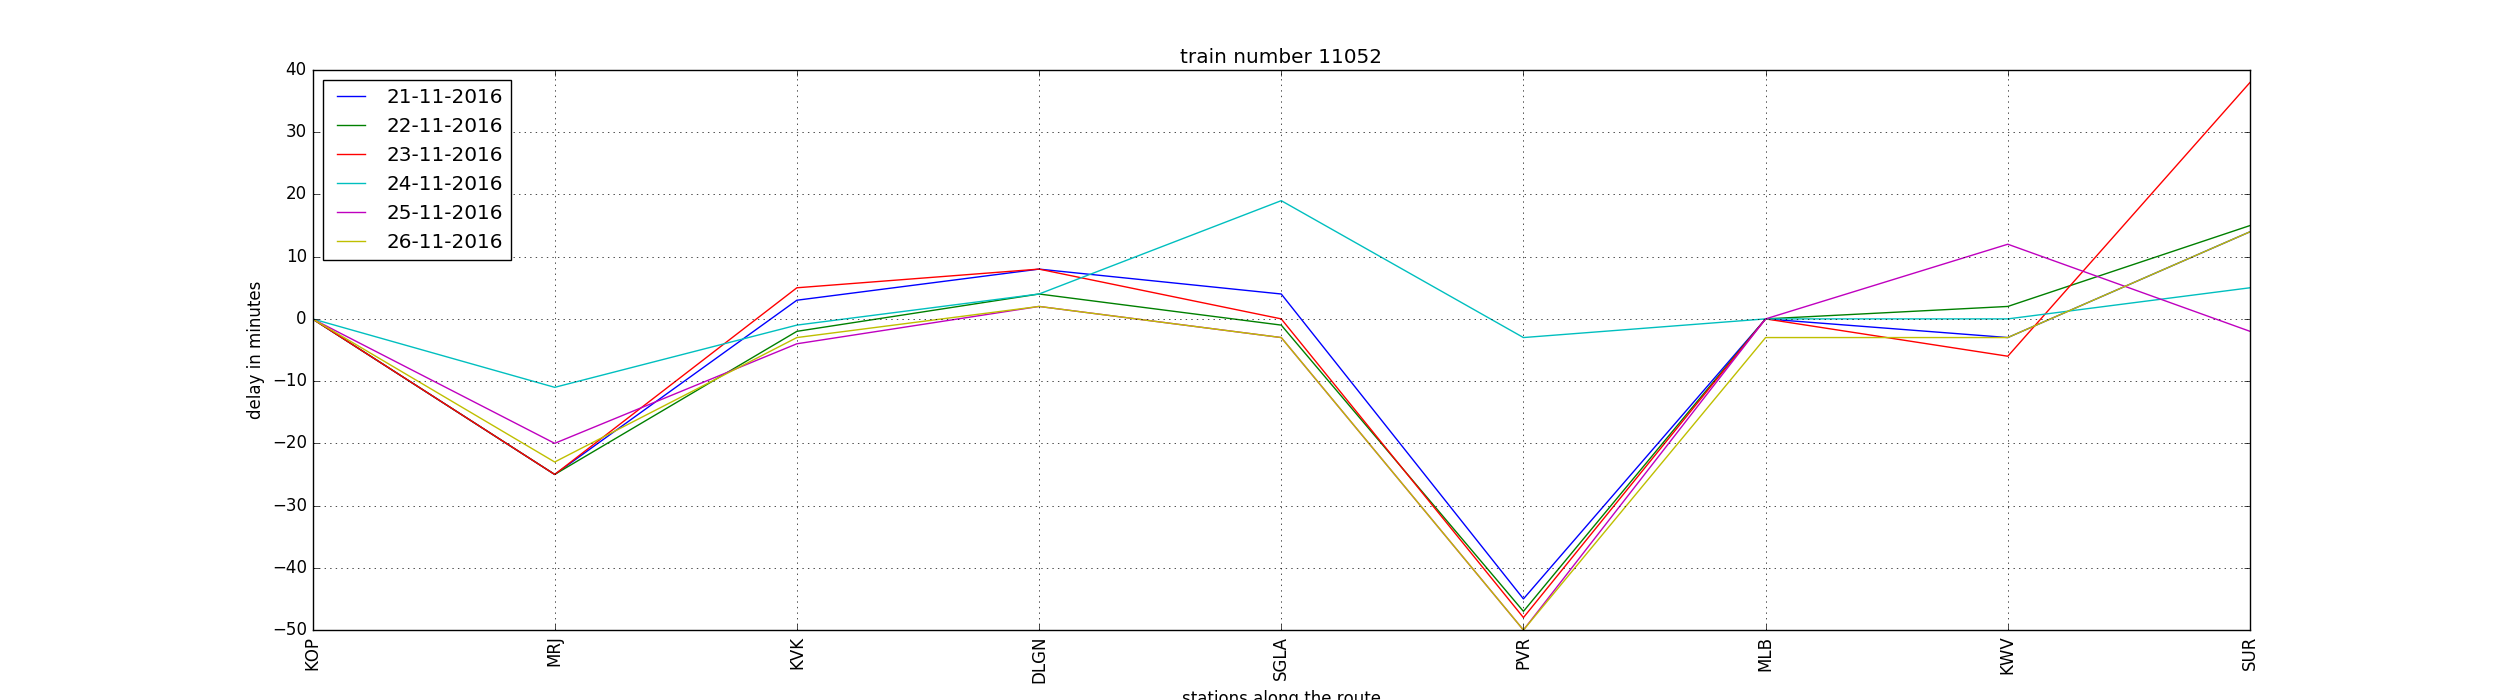 train number 11052
40
30
20
10
0
−10
−20
−30
−40
−50
delay in minutes
21-11-2016
22-11-2016
23-11-2016
24-11-2016
25-11-2016
26-11-2016
KOP
MRJ
KVK
DLGN
SGLA
PVR
MLB
KWV
SUR
stations along the route